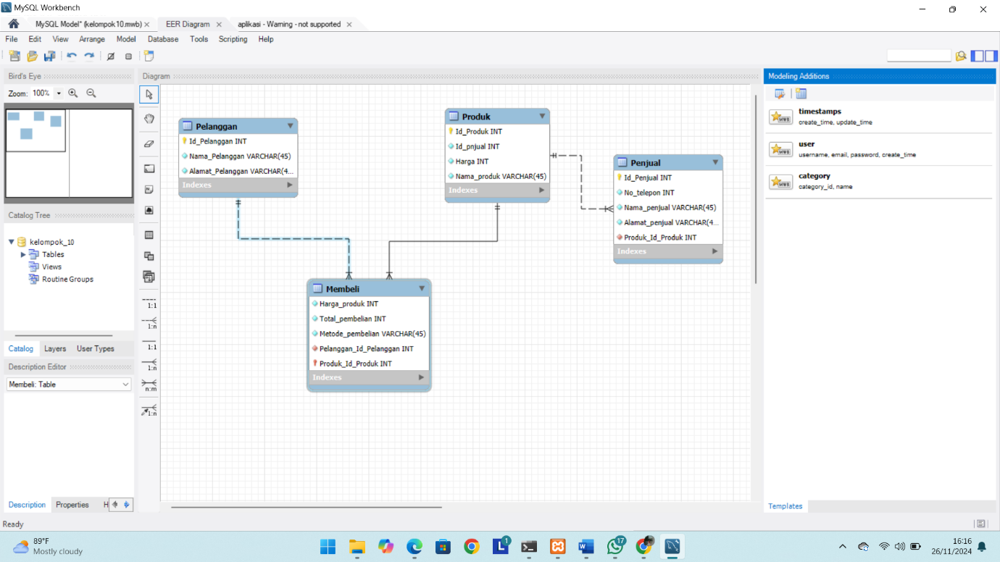 MySQL Workbench
MySQL Model* (kelompok10.mwb)
EER Diagram
aplikasi - Warning - not supported
File Edit View Arrange Model Database Tools Scripting Help
Bird's Eye
Zoom: 100%
Catalog Tree
kelompok_10
Tables
Views
Routine Groups
Catalog Layers User Types
Description Editor
Membeli: Table
Description Properties H
Ready
Diagram
1:1
1:n
1:1
1:n
n:m
1:n
Pelanggan
Id_Pelanggan INT
Nama_Pelanggan VARCHAR(45)
Alamat_Pelanggan VARCHAR(4...
Indexes
Produk
Id_Produk INT
Id_pnjual INT
Harga INT
Nama_produk VARCHAR(45)
Indexes
Penjual
Id_Penjual INT
No_telepon INT
Nama_penjual VARCHAR(45)
Alamat_penjual VARCHAR(4...
Produk_Id_Produk INT
Indexes
Membeli
Harga_produk INT
Total_pembelian INT
Metode_pembelian VARCHAR(45)
Pelanggan_Id_Pelanggan INT
Produk_Id_Produk INT
Indexes
Modeling Additions
MWB
timestamps
create_time, update_time
MWB
user
username, email, password, create_time
MWB
category
category_id, name
Templates
89°F
Mostly cloudy
L
1
17
16:16
26/11/2024